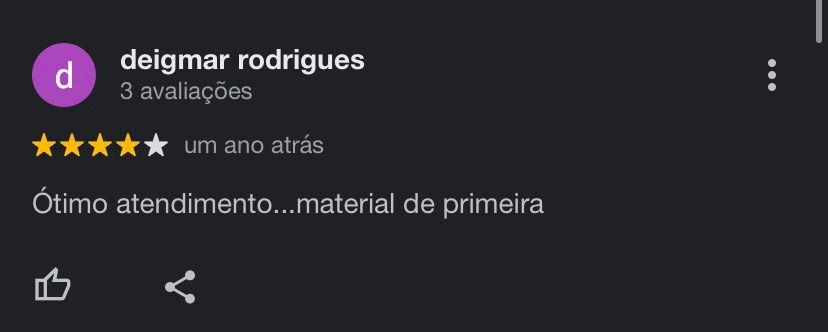 d
deigmar rodrigues
3 avaliações
um ano atrás
Ótimo atendimento...material de primeira